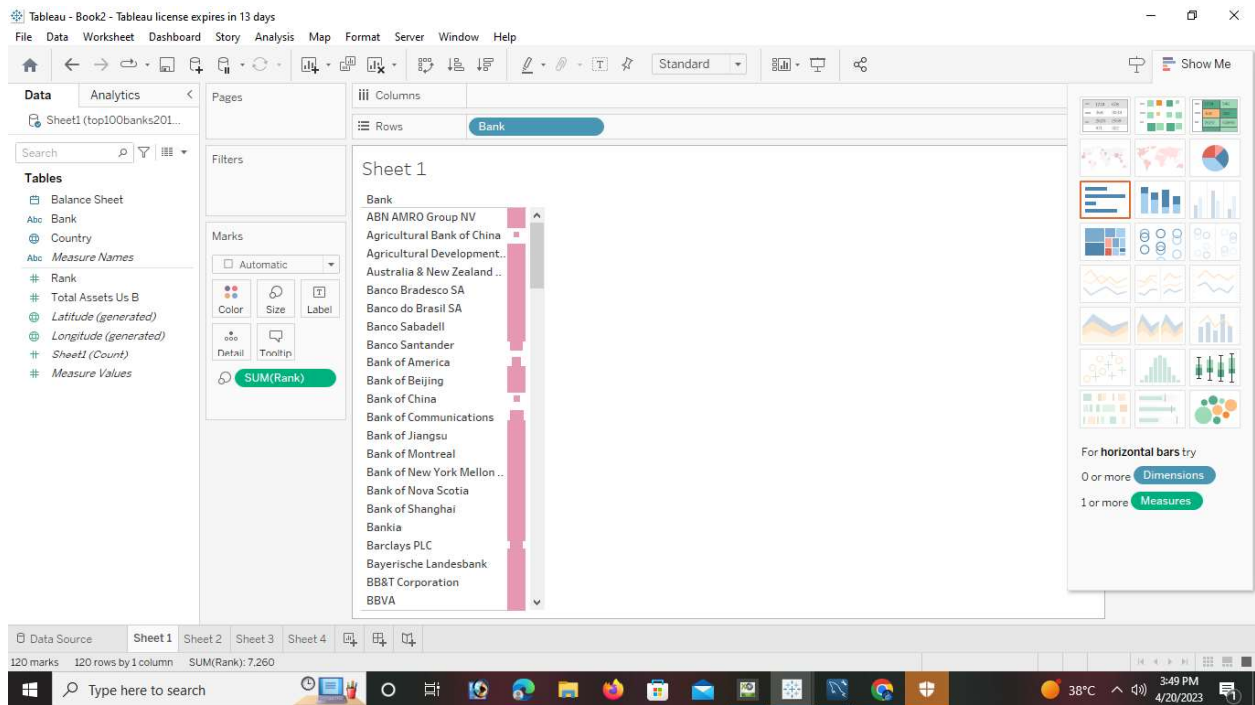 Tableau - Book2 - Tableau license expires in 13 days
File Data Worksheet Dashboard Story Analysis Map Format Server Window Help
Standard
Show Me
Data Analytics
Sheet1 (top100banks201...
Search
Tables
Balance Sheet
Abc Bank
Country
Abc Measure Names
# Rank
# Total Assets Us B
Latitude (generated)
Longitude (generated)
# Sheet1 (Count)
# Measure Values
Pages
Filters
Marks
Automatic
Color Size Label
Detail Tooltip
SUM(Rank)
Columns
Rows Bank
Sheet 1
Bank
ABN AMRO Group NV
Agricultural Bank of China
Agricultural Development..
Australia & New Zealand ..
Banco Bradesco SA
Banco do Brasil SA
Banco Sabadell
Banco Santander
Bank of America
Bank of Beijing
Bank of China
Bank of Communications
Bank of Jiangsu
Bank of Montreal
Bank of New York Mellon ..
Bank of Nova Scotia
Bank of Shanghai
Bankia
Barclays PLC
Bayerische Landesbank
BB&T Corporation
BBVA
For horizontal bars try
0 or more Dimensions
1 or more Measures
Data Source Sheet 1 Sheet 2 Sheet 3 Sheet 4
120 marks 120 rows by 1 column SUM(Rank): 7,260
Type here to search
38°C
3:49 PM
4/20/2023